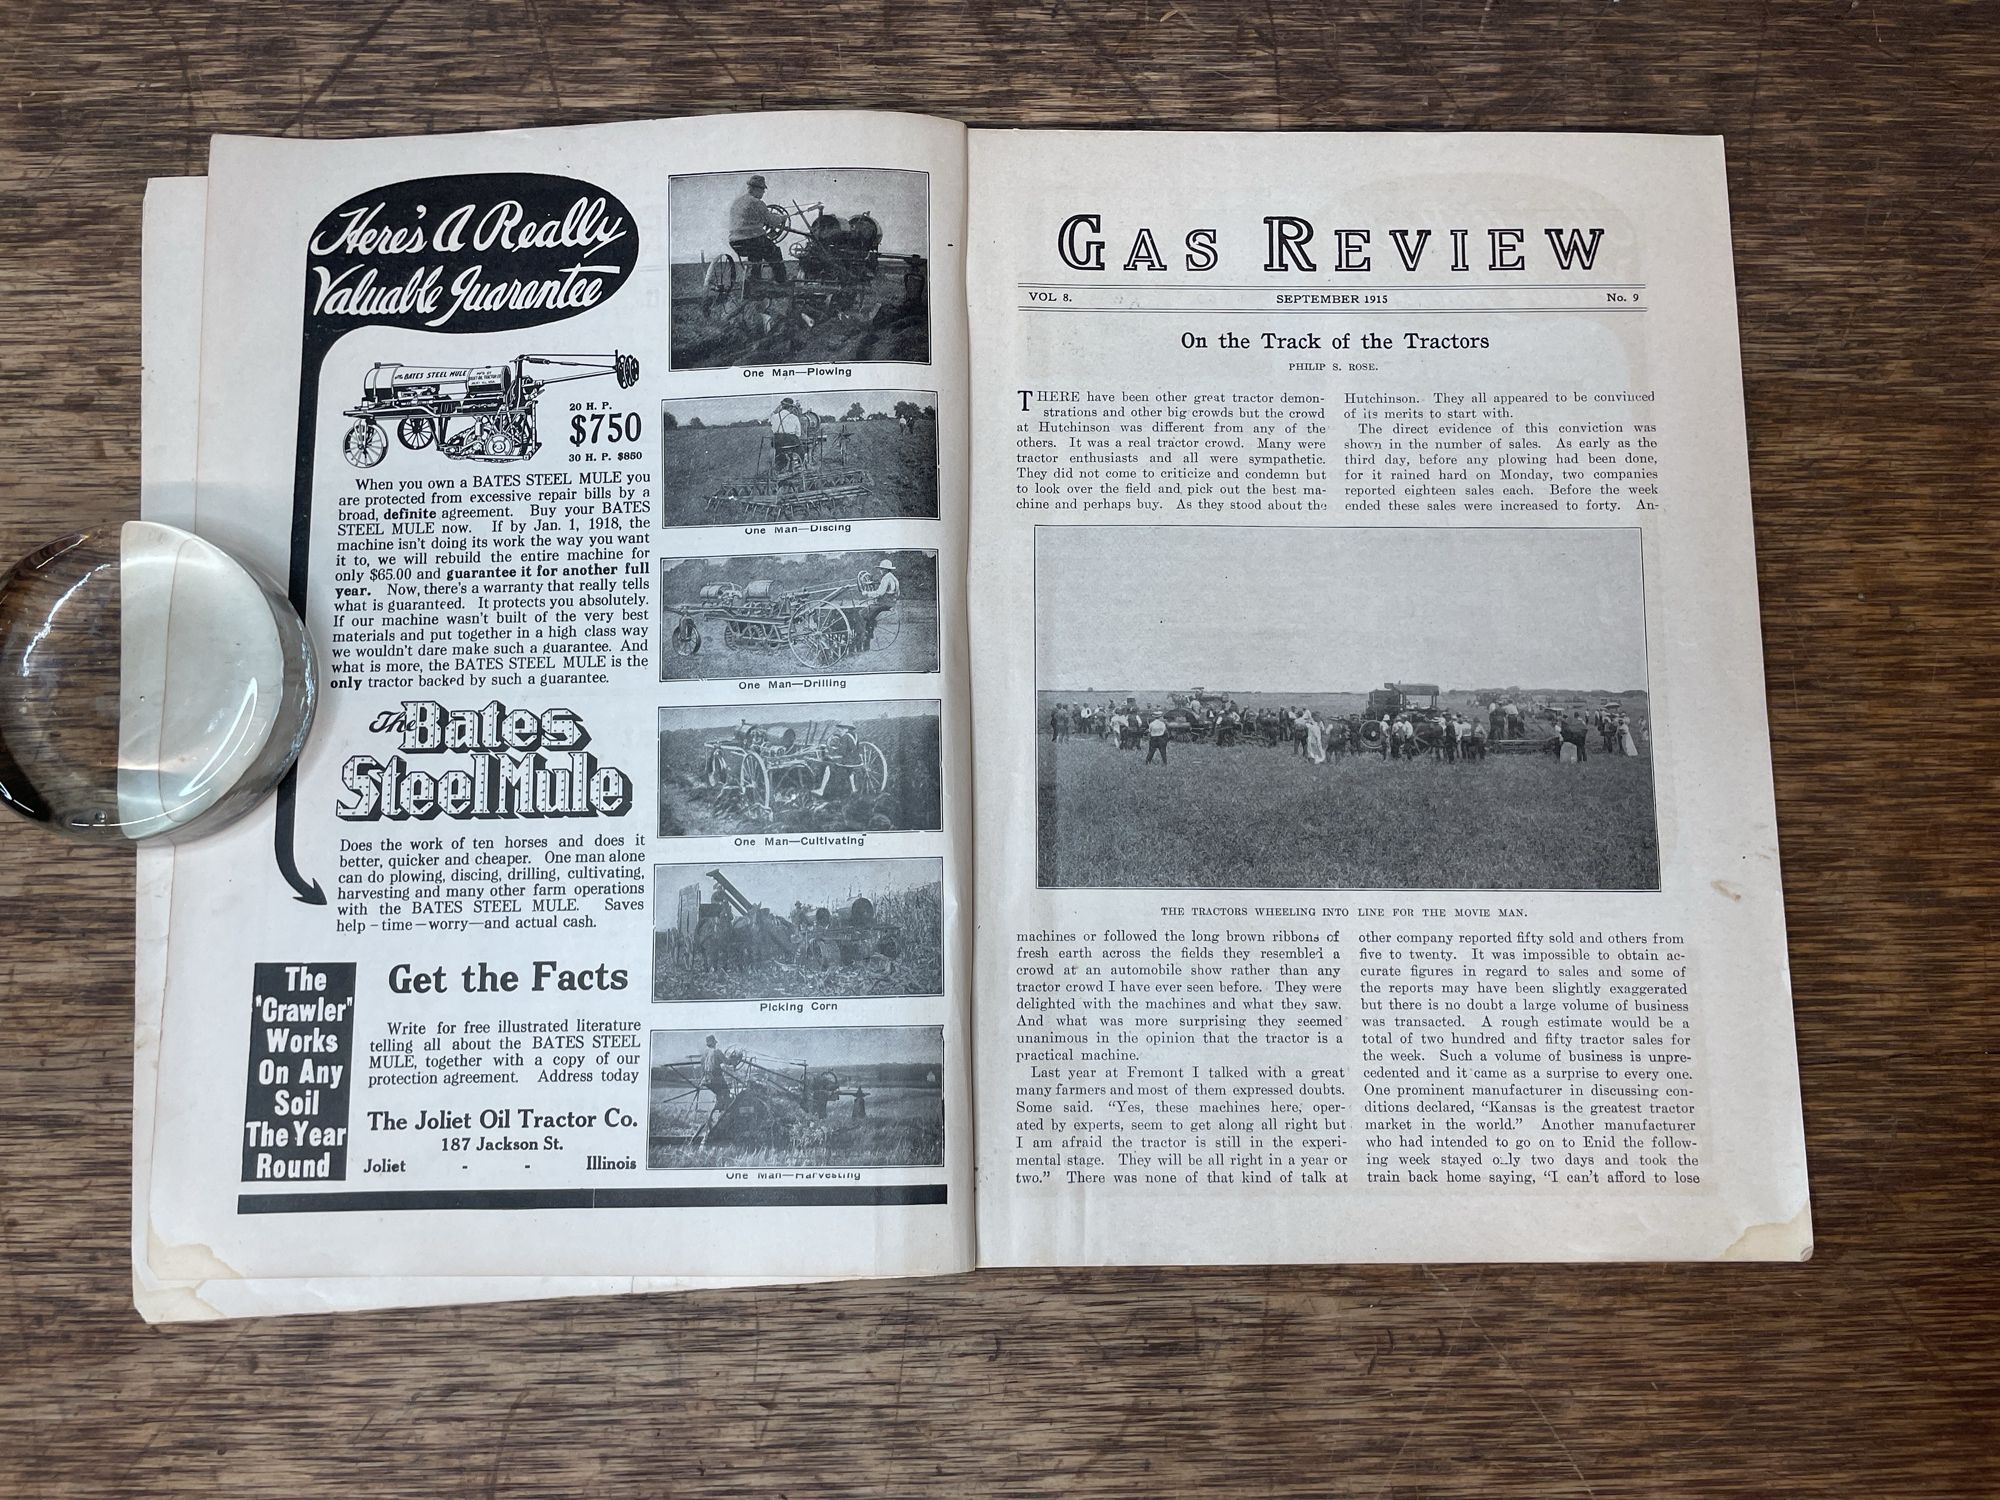 Here's A Really
Valuable Guarantee
THE BATES STEEL MULE
20 H. P.
$750
30 H. P. $850
When you own a BATES STEEL MULE you
are protected from excessive repair bills by a
broad, definite agreement. Buy your BATES
STEEL MULE now. If by Jan. 1, 1918, the
machine isn't doing its work the way you want
it to, we will rebuild the entire machine for
only $65.00 and guarantee it for another full
year. Now, there's a warranty that really tells
what is guaranteed. It protects you absolutely.
If our machine wasn't built of the very best
materials and put together in a high class way
we wouldn't dare make such a guarantee. And
what is more, the BATES STEEL MULE is the
only tractor backed by such a guarantee.
The Bates
Steel Mule
Does the work of ten horses and does it
better, quicker and cheaper. One man alone
can do plowing, discing, drilling, cultivating,
harvesting and many other farm operations
with the BATES STEEL MULE. Saves
help-time-worry-and actual cash.
The
"Crawler"
Works
On Any
Soil
The Year
Round
Get the Facts
Write for free illustrated literature
telling all about the BATES STEEL
MULE, together with a copy of our
protection agreement. Address today
The Joliet Oil Tractor Co.
187 Jackson St.
Joliet - - Illinois
One Man—Plowing
One Man—Discing
One Man—Drilling
One Man—Cultivating
Picking Corn
One Man—Harvesting
GAS REVIEW
VOL 8. SEPTEMBER 1915 No. 9
On the Track of the Tractors
PHILIP S. ROSE.
THERE have been other great tractor demon-
strations and other big crowds but the crowd
at Hutchinson was different from any of the
others. It was a real tractor crowd. Many were
tractor enthusiasts and all were sympathetic.
They did not come to criticize and condemn but
to look over the field and pick out the best ma-
chine and perhaps buy. As they stood about the
Hutchinson. They all appeared to be convinced
of its merits to start with.
The direct evidence of this conviction was
shown in the number of sales. As early as the
third day, before any plowing had been done,
for it rained hard on Monday, two companies
reported eighteen sales each. Before the week
ended these sales were increased to forty. An-
THE TRACTORS WHEELING INTO LINE FOR THE MOVIE MAN.
machines or followed the long brown ribbons of
fresh earth across the fields they resembled a
crowd at an automobile show rather than any
tractor crowd I have ever seen before. They were
delighted with the machines and what they saw.
And what was more surprising they seemed
unanimous in the opinion that the tractor is a
practical machine.
Last year at Fremont I talked with a great
many farmers and most of them expressed doubts.
Some said. "Yes, these machines here, oper-
ated by experts, seem to get along all right but
I am afraid the tractor is still in the experi-
mental stage. They will be all right in a year or
two." There was none of that kind of talk at
other company reported fifty sold and others from
five to twenty. It was impossible to obtain ac-
curate figures in regard to sales and some of
the reports may have been slightly exaggerated
but there is no doubt a large volume of business
was transacted. A rough estimate would be a
total of two hundred and fifty tractor sales for
the week. Such a volume of business is unpre-
cedented and it came as a surprise to every one.
One prominent manufacturer in discussing con-
ditions declared, "Kansas is the greatest tractor
market in the world." Another manufacturer
who had intended to go on to Enid the follow-
ing week stayed only two days and took the
train back home saying, "I can't afford to lose